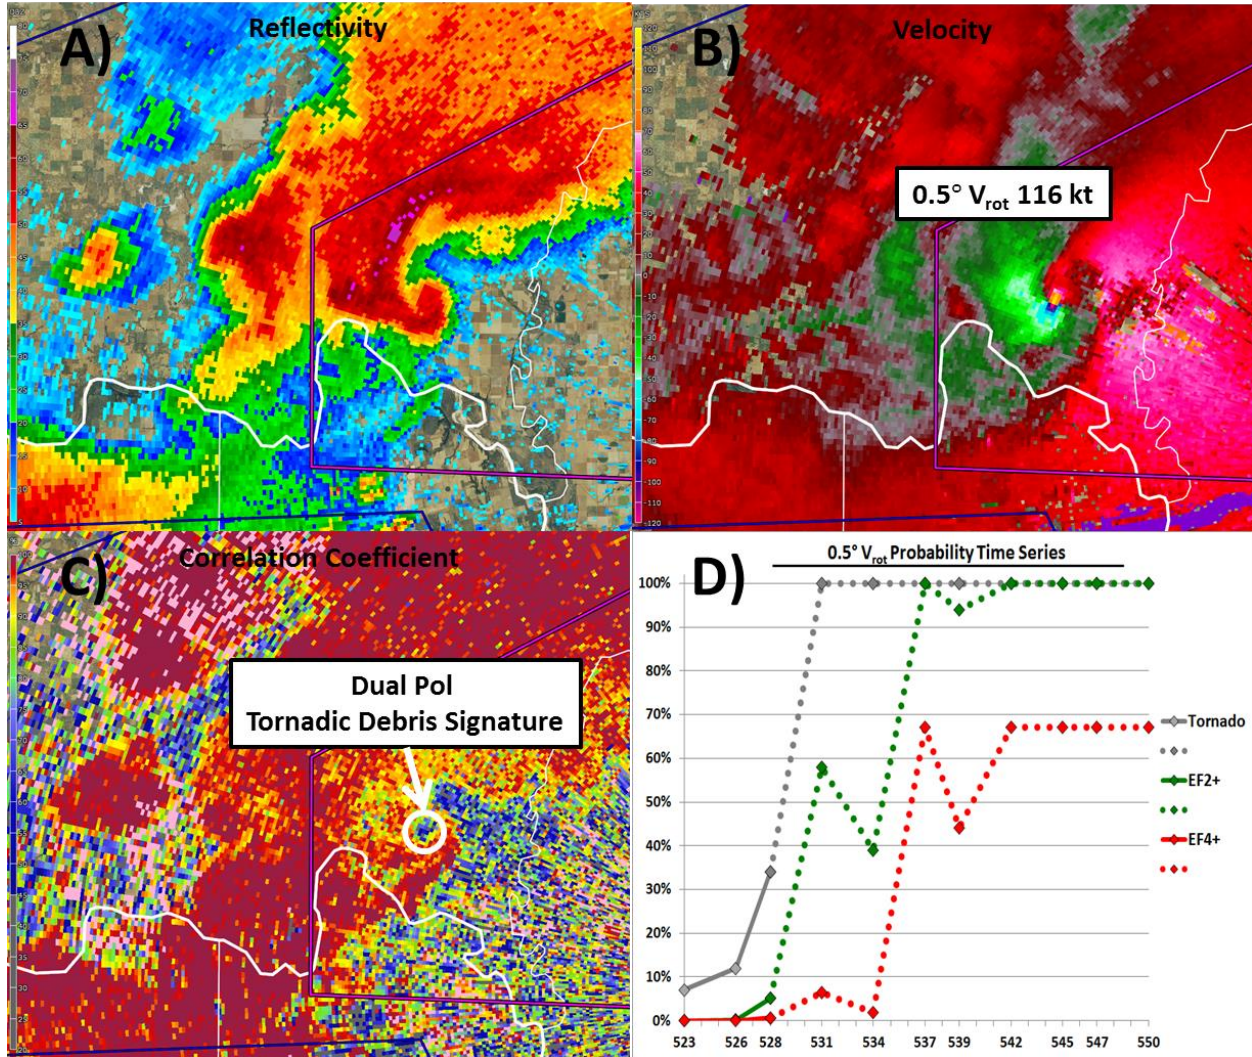 A)
Reflectivity
B)
Velocity
0.5° Vrot 116 kt
C)
Correlation Coefficient
Dual Pol
Tornadic Debris Signature
D)
0.5° Vrot Probability Time Series
100%
90%
80%
70%
60%
50%
40%
30%
20%
10%
0%
523 526 528 531 534 537 539 542 545 547 550
Tornado
EF2+
EF4+